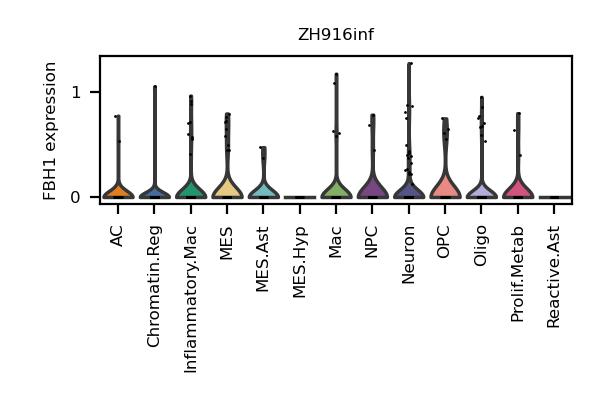 ZH916inf
FBH1 expression
1
0
AC
Chromatin.Reg
Inflammatory.Mac
MES
MES.Ast
MES.Hyp
Mac
NPC
Neuron
OPC
Oligo
Prolif.Metab
Reactive.Ast